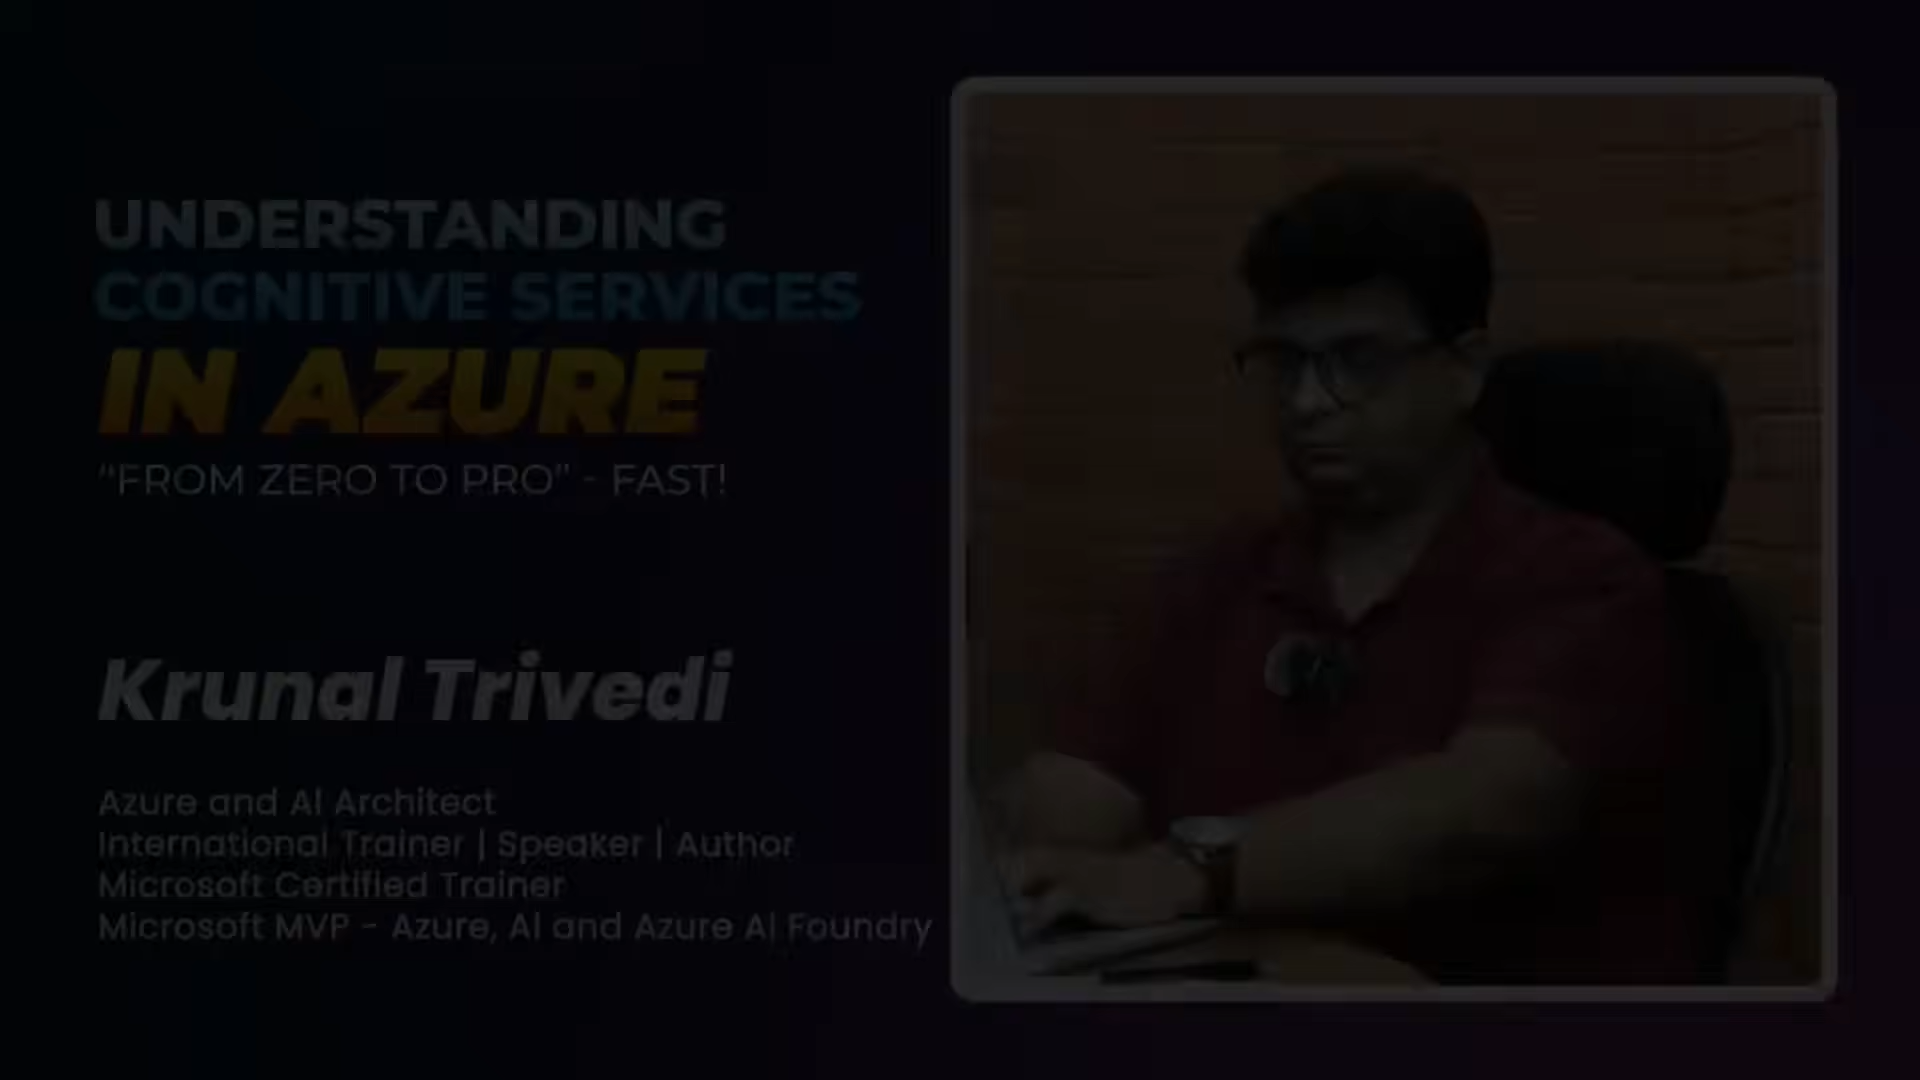 UNDERSTANDING
COGNITIVE SERVICES
IN AZURE
"FROM ZERO TO PRO" - FAST!
Krunal Trivedi
Azure and AI Architect
International Trainer | Speaker | Author
Microsoft Certified Trainer
Microsoft MVP - Azure, AI and Azure AI Foundry